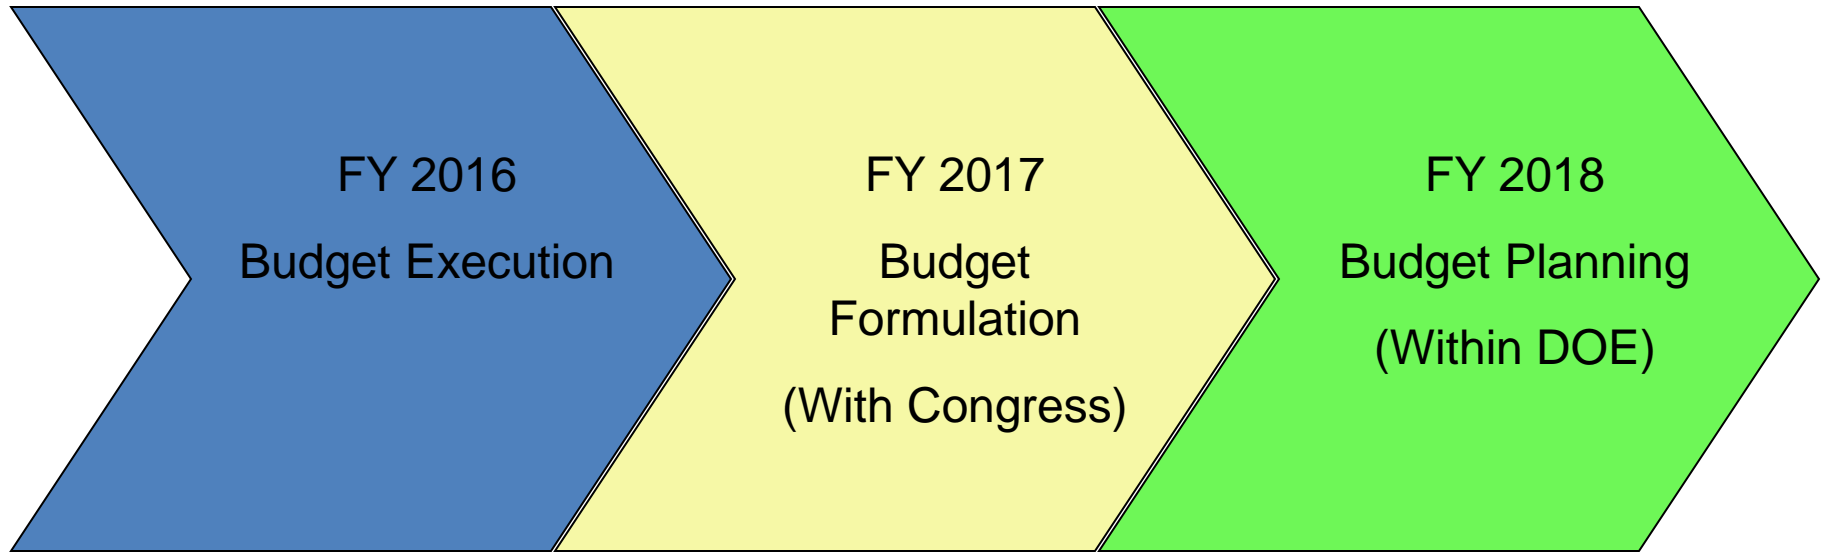 FY 2016
Budget Execution
FY 2017
Budget
Formulation
(With Congress)
FY 2018
Budget Planning
(Within DOE)